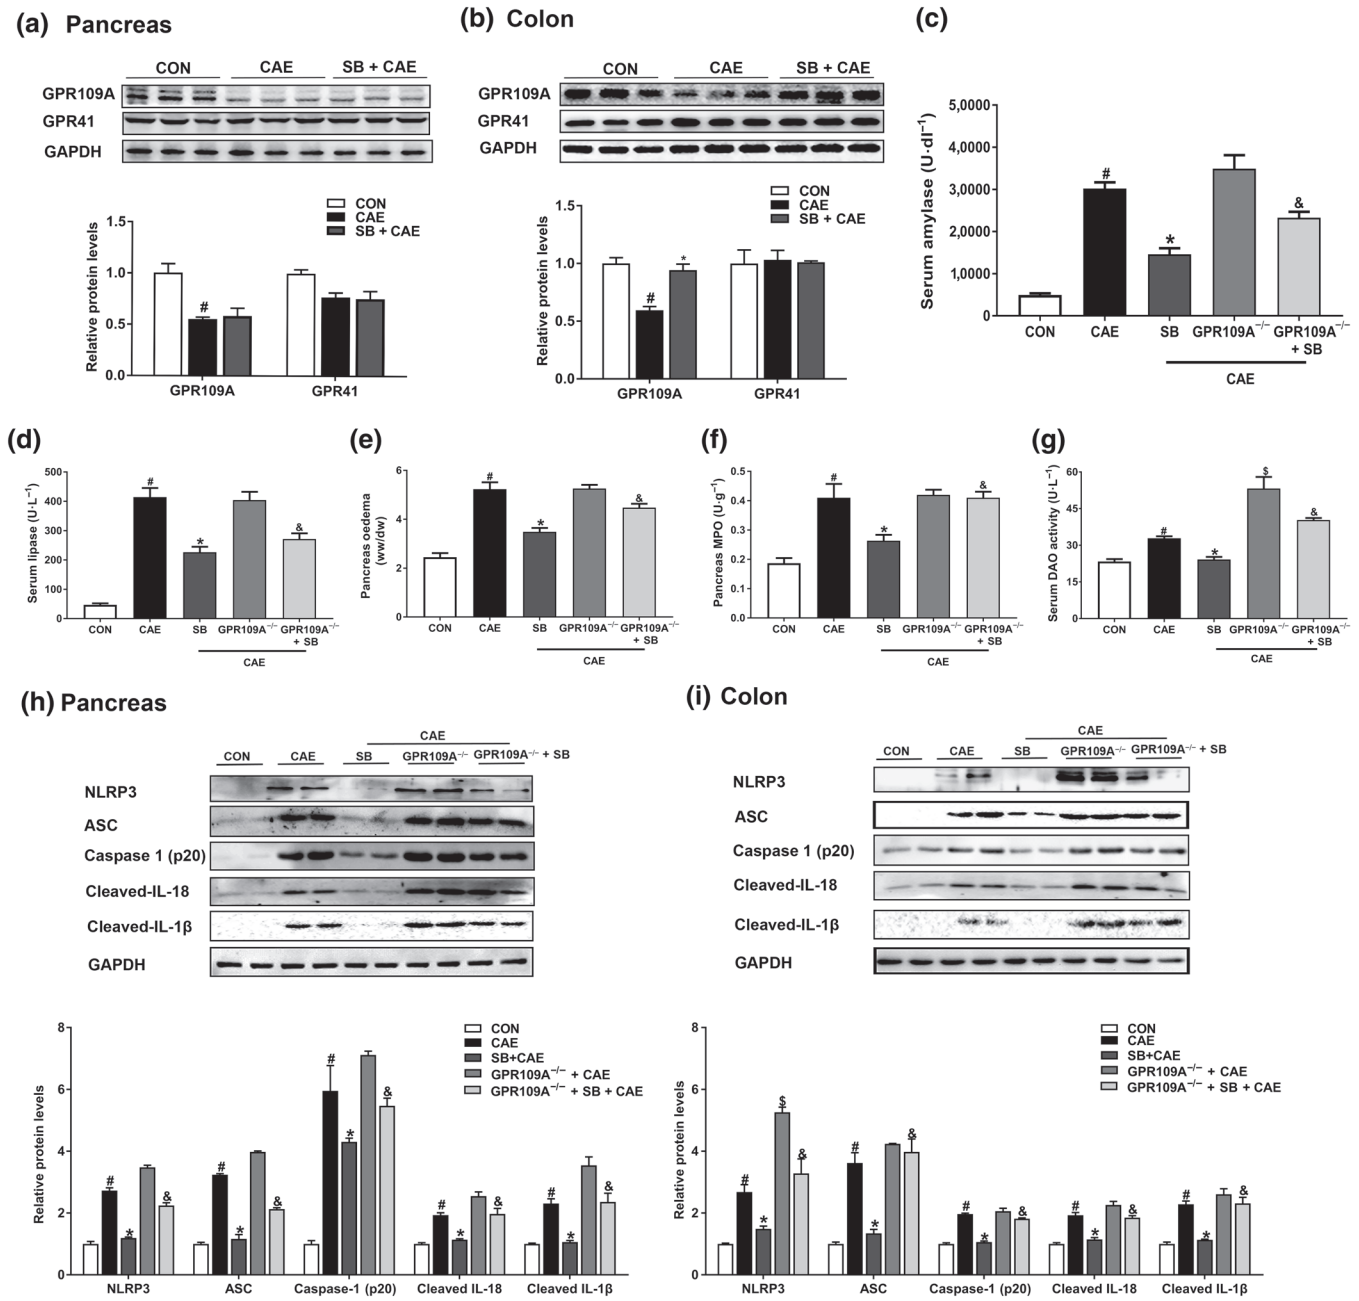 (a) Pancreas
CON CAE SB + CAE
GPR109A
GPR41
GAPDH
CON
CAE
SB + CAE
Relative protein levels
1.5
1.0
0.5
0.0
#
GPR109A GPR41
(b) Colon
CON CAE SB + CAE
GPR109A
GPR41
GAPDH
CON
CAE
SB + CAE
Relative protein levels
1.5
1.0
0.5
0.0
# *
GPR109A GPR41
(c)
Serum amylase (U·dl⁻¹)
5,0000
4,0000
3,0000
2,0000
1,0000
0
# * &
CON CAE SB GPR109A⁻/⁻ GPR109A⁻/⁻
+ SB
CAE
(d)
Serum lipase (U·L⁻¹)
500
400
300
200
100
0
# * &
CON CAE SB GPR109A⁻/⁻ GPR109A⁻/⁻
+ SB
CAE
(e)
Pancreas oedema
(ww/dw)
6
4
2
0
# * &
CON CAE SB GPR109A⁻/⁻ GPR109A⁻/⁻
+ SB
CAE
(f)
Pancreas MPO (U·g⁻¹)
0.5
0.4
0.3
0.2
0.1
0.0
# * &
CON CAE SB GPR109A⁻/⁻ GPR109A⁻/⁻
+ SB
CAE
(g)
Serum DAO activity (U·L⁻¹)
60
45
30
15
0
# * $ &
CON CAE SB GPR109A⁻/⁻ GPR109A⁻/⁻
+ SB
CAE
(h) Pancreas
CAE
CON CAE SB GPR109A⁻/⁻ GPR109A⁻/⁻ + SB
NLRP3
ASC
Caspase 1 (p20)
Cleaved-IL-18
Cleaved-IL-1β
GAPDH
CON
CAE
SB+CAE
GPR109A⁻/⁻ + CAE
GPR109A⁻/⁻ + SB + CAE
Relative protein levels
8
6
4
2
0
# * & # * & # * & # * & # * &
NLRP3 ASC Caspase-1 (p20) Cleaved IL-18 Cleaved IL-1β
(i) Colon
CAE
CON CAE SB GPR109A⁻/⁻ GPR109A⁻/⁻ + SB
NLRP3
ASC
Caspase 1 (p20)
Cleaved-IL-18
Cleaved-IL-1β
GAPDH
CON
CAE
SB+CAE
GPR109A⁻/⁻ + CAE
GPR109A⁻/⁻ + SB + CAE
Relative protein levels
8
6
4
2
0
# * $ & # * & # * & # * & # * &
NLRP3 ASC Caspase-1 (p20) Cleaved IL-18 Cleaved IL-1β